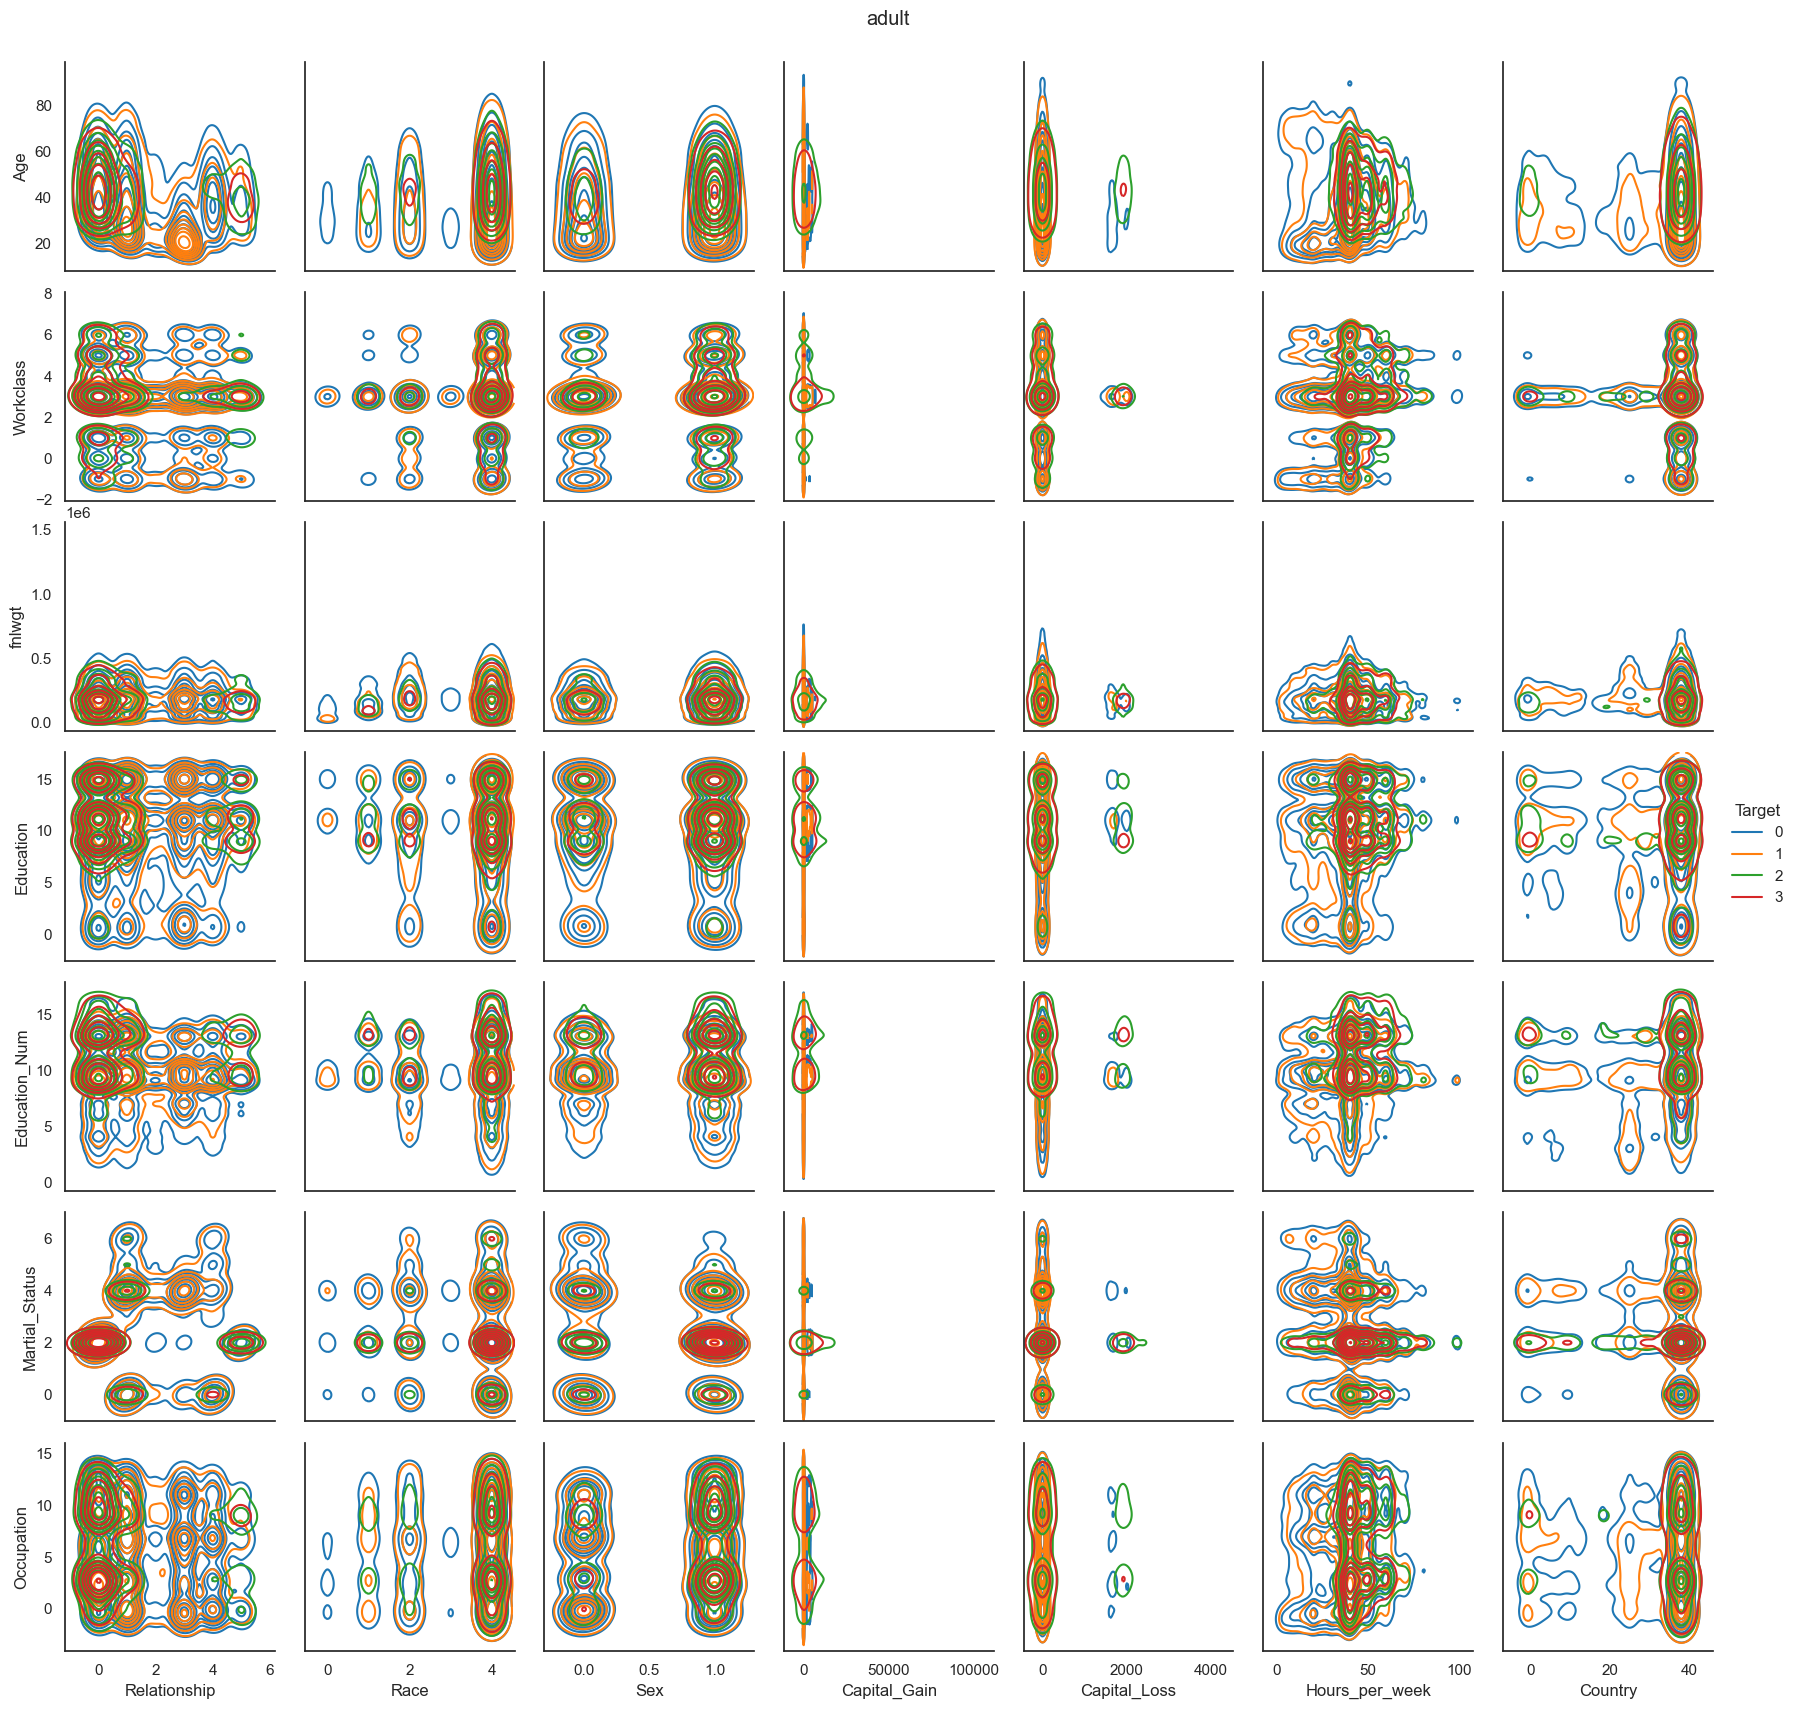 adult
Age
80
60
40
20
Workclass
8
6
4
2
0
−2
1e6
fnlwgt
1.5
1.0
0.5
0.0
Education
15
10
5
0
Target
0
1
2
3
Education_Num
15
10
5
0
Martial_Status
6
4
2
0
Occupation
15
10
5
0
0 2 4 6
0 2 4
0.0 0.5 1.0
0 50000 100000
0 2000 4000
0 50 100
0 20 40
Relationship
Race
Sex
Capital_Gain
Capital_Loss
Hours_per_week
Country